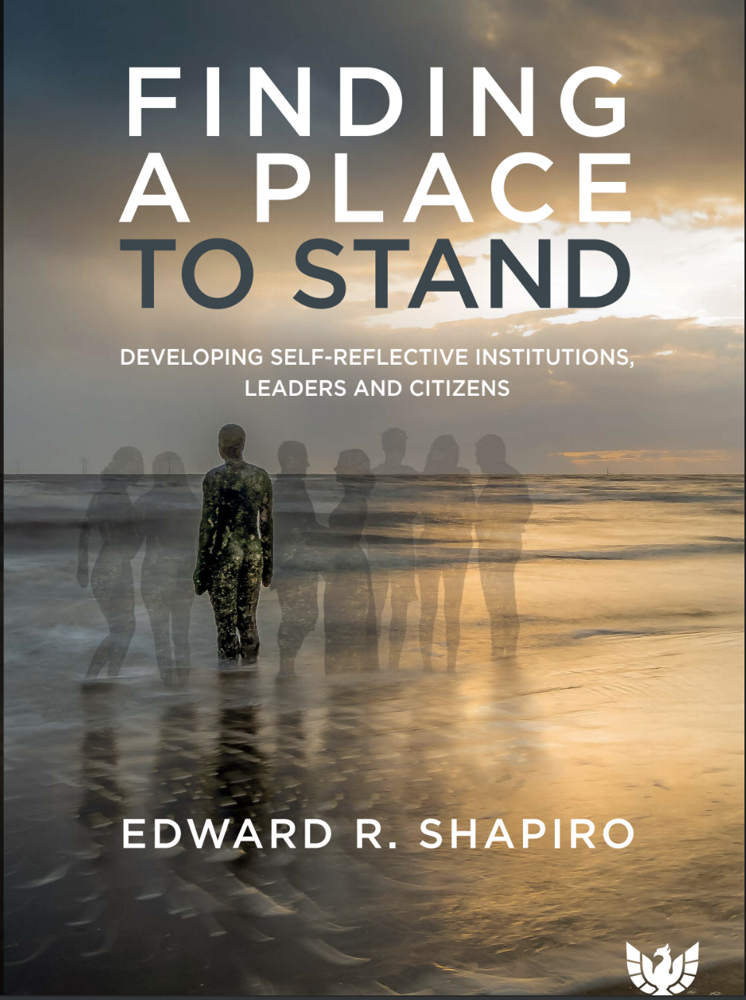 FINDING
A PLACE
TO STAND
DEVELOPING SELF-REFLECTIVE INSTITUTIONS,
LEADERS AND CITIZENS
EDWARD R. SHAPIRO